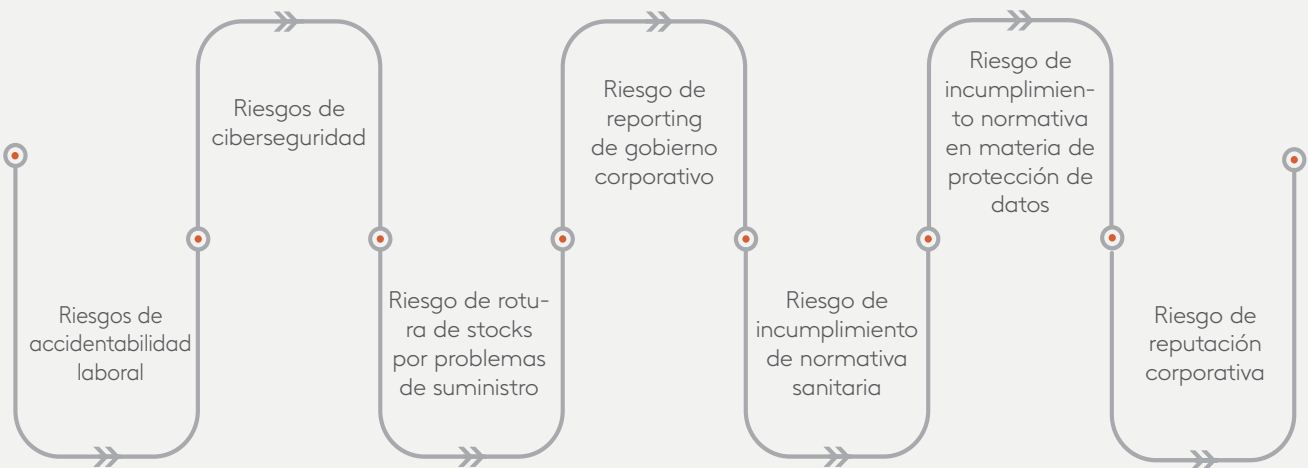 Riesgos de
accidentabilidad
laboral
Riesgos de
ciberseguridad
Riesgo de rotu-
ra de stocks
por problemas
de suministro
Riesgo de
reporting
de gobierno
corporativo
Riesgo de
incumplimiento
de normativa
sanitaria
Riesgo de
incumplimien-
to normativa
en materia de
protección de
datos
Riesgo de
reputación
corporativa